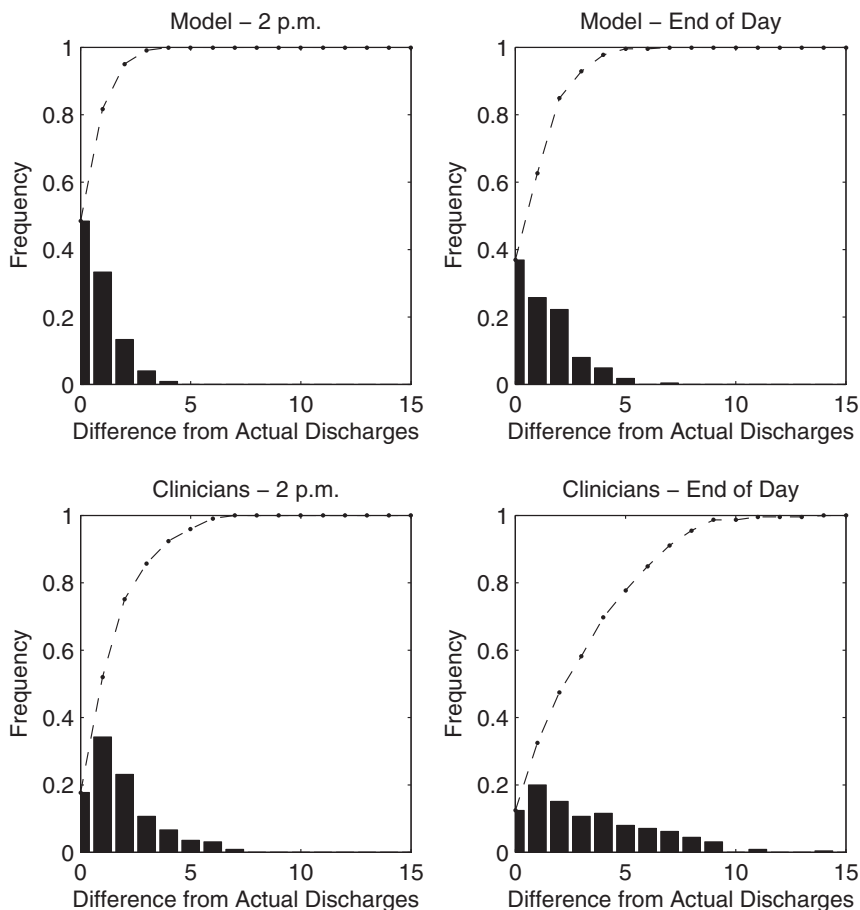 Model – 2 p.m.
1
0.8
0.6
0.4
0.2
0
Frequency
0 5 10 15
Difference from Actual Discharges
Model – End of Day
1
0.8
0.6
0.4
0.2
0
Frequency
0 5 10 15
Difference from Actual Discharges
Clinicians – 2 p.m.
1
0.8
0.6
0.4
0.2
0
Frequency
0 5 10 15
Difference from Actual Discharges
Clinicians – End of Day
1
0.8
0.6
0.4
0.2
0
Frequency
0 5 10 15
Difference from Actual Discharges